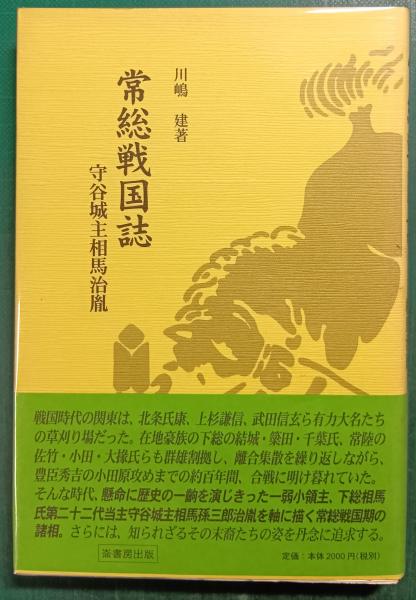 川嶋 建著
常総戦国誌
守谷城主相馬治胤
戦国時代の関東は、北条氏康、上杉謙信、武田信玄ら有力大名たち
の草刈り場だった。在地豪族の下総の結城・簗田・千葉氏、常陸の
佐竹・小田・大掾氏らも群雄割拠し、離合集散を繰り返しながら、
豊臣秀吉の小田原攻めまでの約百年間、合戦に明け暮れていた。
そんな時代、懸命に歴史の一齣を演じきった一弱小領主、下総相馬
氏第二十二代当主守谷城主相馬孫三郎治胤を軸に描く常総戦国期の
諸相。さらには、知られざるその末裔たちの姿を丹念に追求する。
崙書房出版
定価：本体2000円(税別)